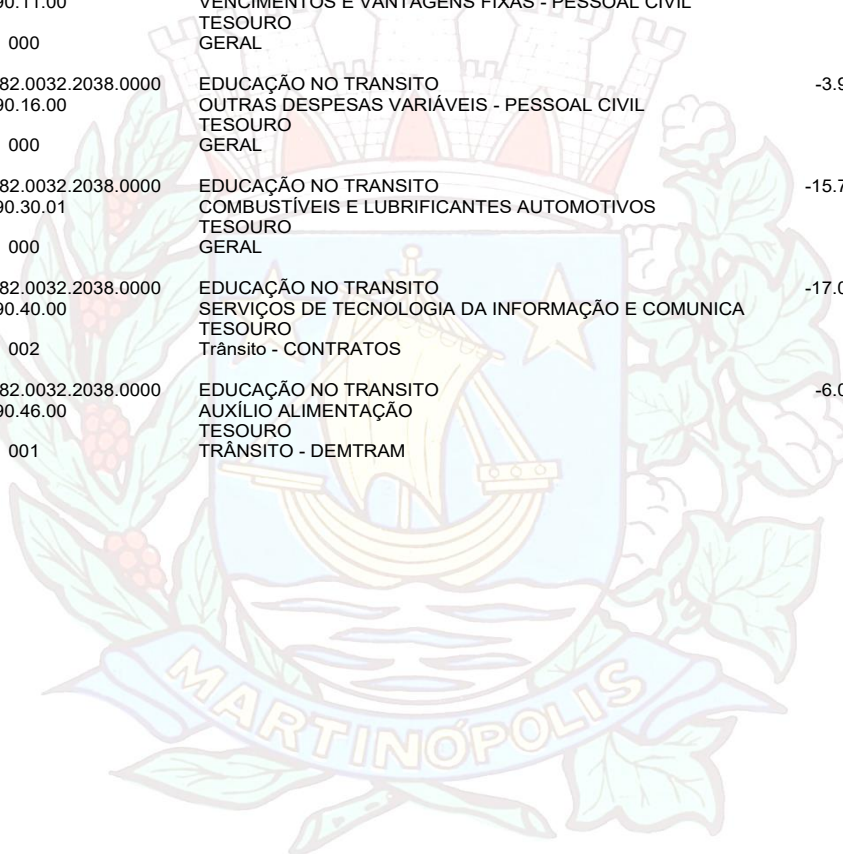 90.11.00 VENCIMENTOS E VANTAGENS FIXAS - PESSOAL CIVIL
TESOURO
000 GERAL
82.0032.2038.0000 EDUCAÇÃO NO TRANSITO -3.9
90.16.00 OUTRAS DESPESAS VARIÁVEIS - PESSOAL CIVIL
TESOURO
000 GERAL
82.0032.2038.0000 EDUCAÇÃO NO TRANSITO -15.7
90.30.01 COMBUSTÍVEIS E LUBRIFICANTES AUTOMOTIVOS
TESOURO
000 GERAL
82.0032.2038.0000 EDUCAÇÃO NO TRANSITO -17.0
90.40.00 SERVIÇOS DE TECNOLOGIA DA INFORMAÇÃO E COMUNICA
TESOURO
002 Trânsito - CONTRATOS
82.0032.2038.0000 EDUCAÇÃO NO TRANSITO -6.0
90.46.00 AUXÍLIO ALIMENTAÇÃO
TESOURO
001 TRÂNSITO - DEMTRAM
MARTINÓPOLIS